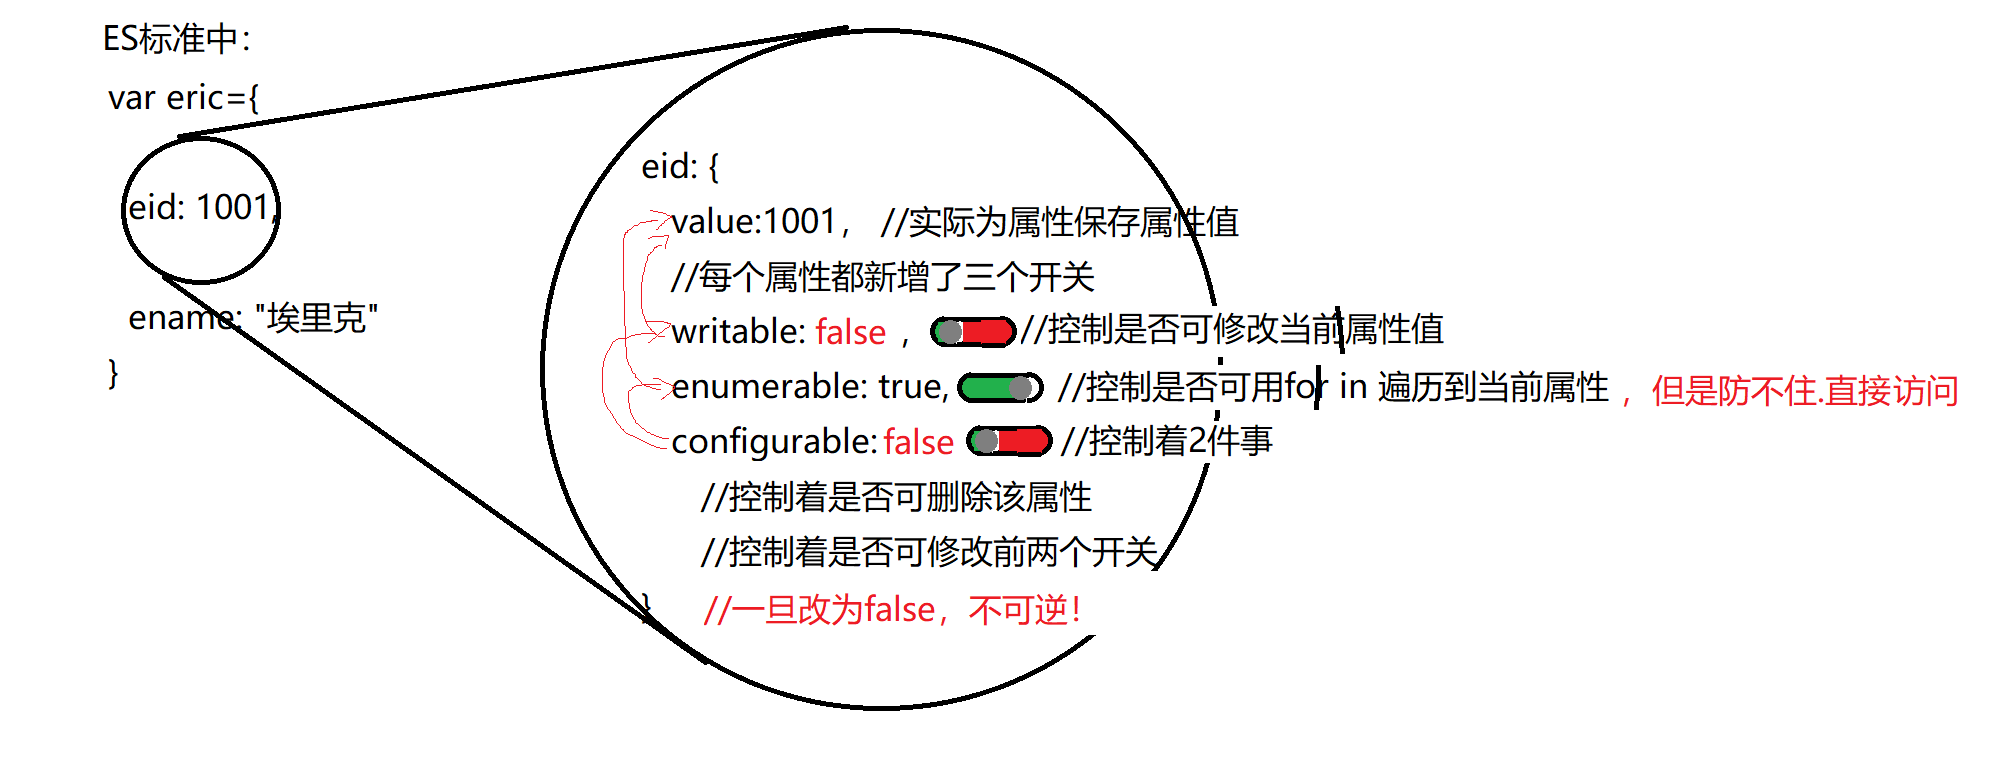 ES标准中：
var eric={
eid: 1001,
ename: "埃里克"
}
eid: {
value:1001， //实际为属性保存属性值
//每个属性都新增了三个开关
writable: false ， //控制是否可修改当前属性值
enumerable: true, //控制是否可用for in 遍历到当前属性 ，但是防不住.直接访问
configurable: false //控制着2件事
//控制着是否可删除该属性
//控制着是否可修改前两个开关
} //一旦改为false，不可逆！